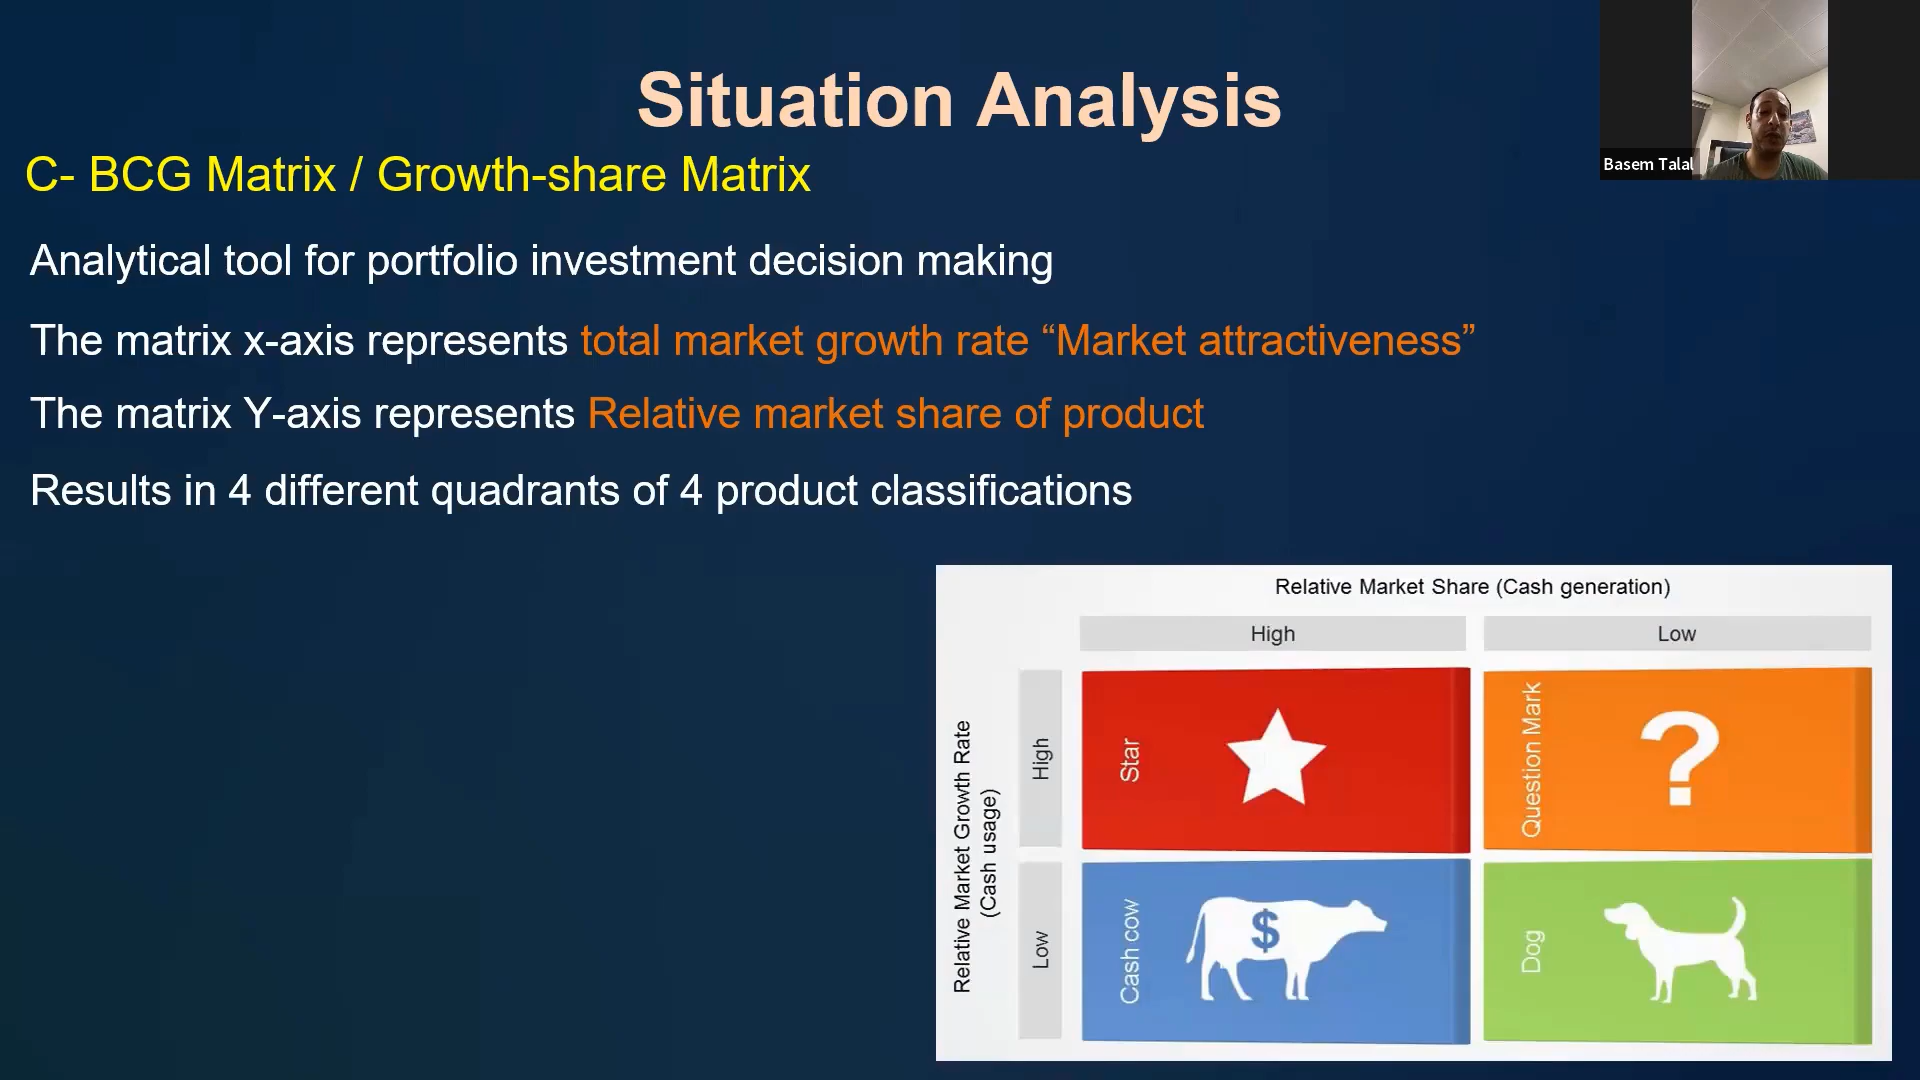 Situation Analysis
C- BCG Matrix / Growth-share Matrix
Basem Talal
Analytical tool for portfolio investment decision making
The matrix x-axis represents total market growth rate “Market attractiveness”
The matrix Y-axis represents Relative market share of product
Results in 4 different quadrants of 4 product classifications
Relative Market Share (Cash generation)
High
Low
Relative Market Growth Rate
(Cash usage)
High
Star
?
Question Mark
Low
Cash cow
$
Dog